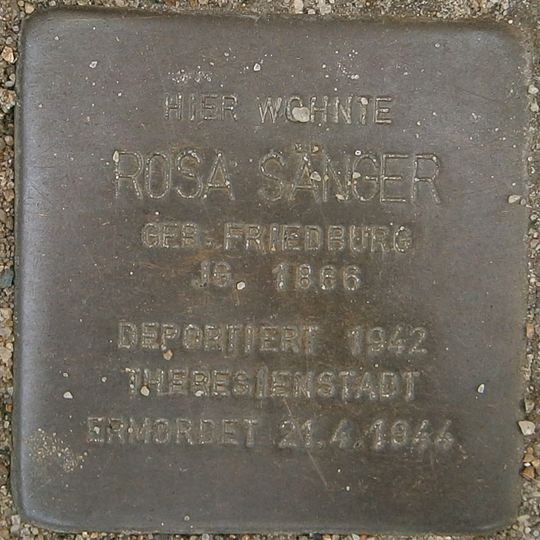 HIER WOHNTE
ROSA SÄNGER
GEB. FRIEDBURG
JG. 1866
DEPORTIERT 1942
THERESIENSTADT
ERMORDET 21.4.1944